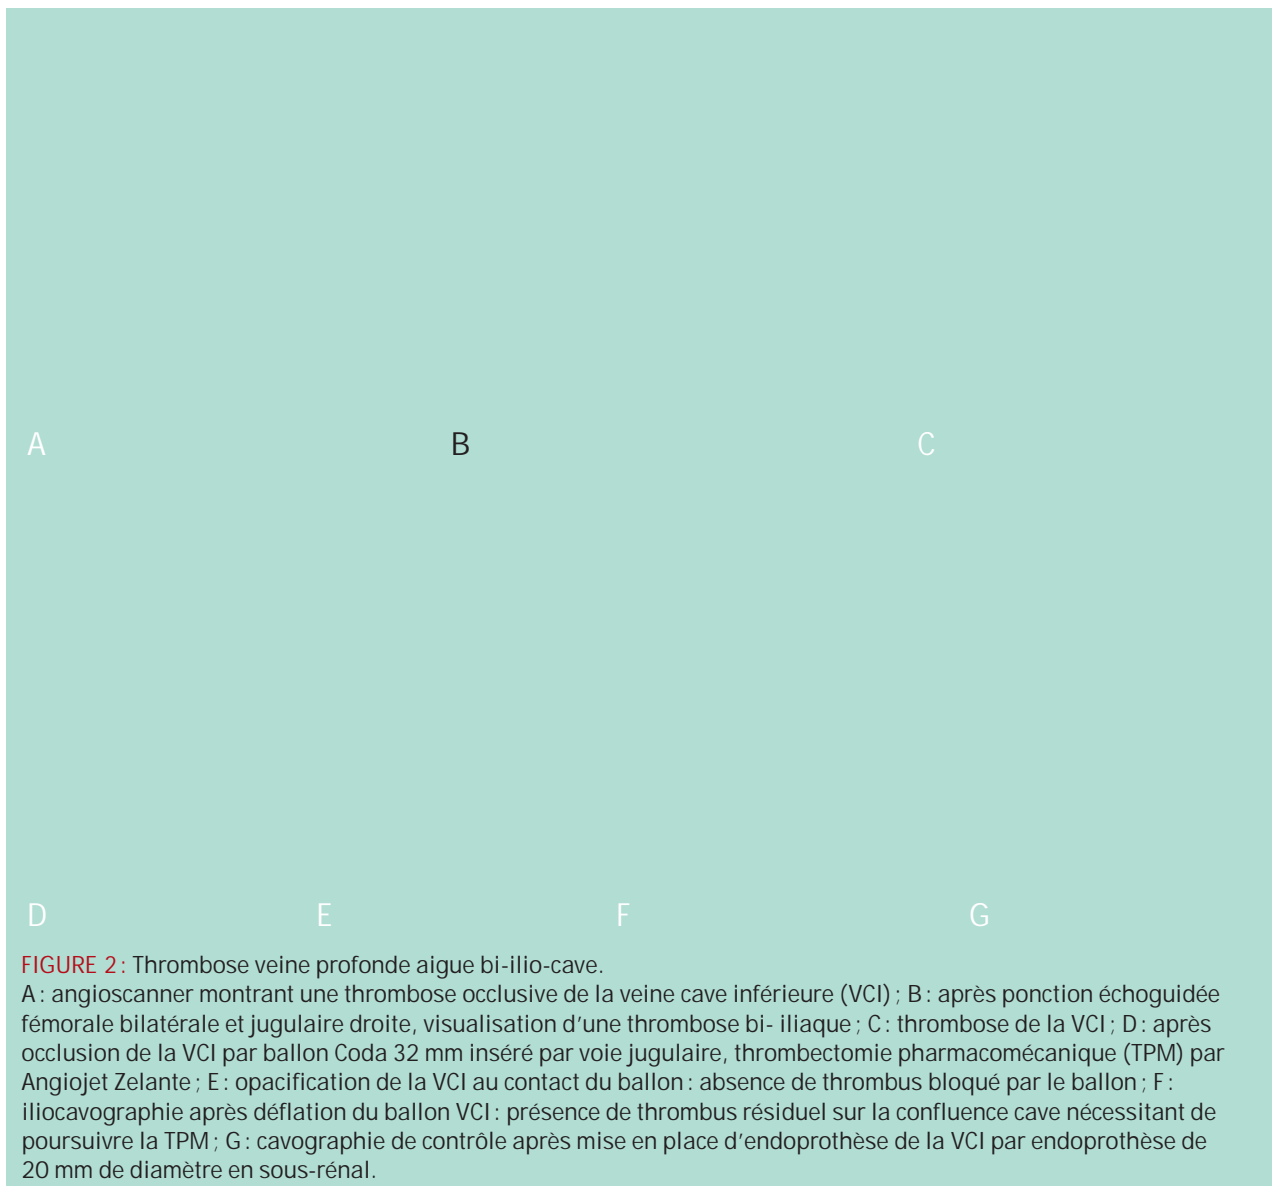 A B C
D E F G
FIGURE 2 : Thrombose veine profonde aigue bi-ilio-cave.
A : angioscanner montrant une thrombose occlusive de la veine cave inférieure (VCI) ; B : après ponction échoguidée
fémorale bilatérale et jugulaire droite, visualisation d'une thrombose bi- iliaque ; C : thrombose de la VCI ; D : après
occlusion de la VCI par ballon Coda 32 mm inséré par voie jugulaire, thrombectomie pharmacomécanique (TPM) par
Angiojet Zelante ; E : opacification de la VCI au contact du ballon : absence de thrombus bloqué par le ballon ; F :
iliocavographie après déflation du ballon VCI : présence de thrombus résiduel sur la confluence cave nécessitant de
poursuivre la TPM ; G : cavographie de contrôle après mise en place d'endoprothèse de la VCI par endoprothèse de
20 mm de diamètre en sous-rénal.